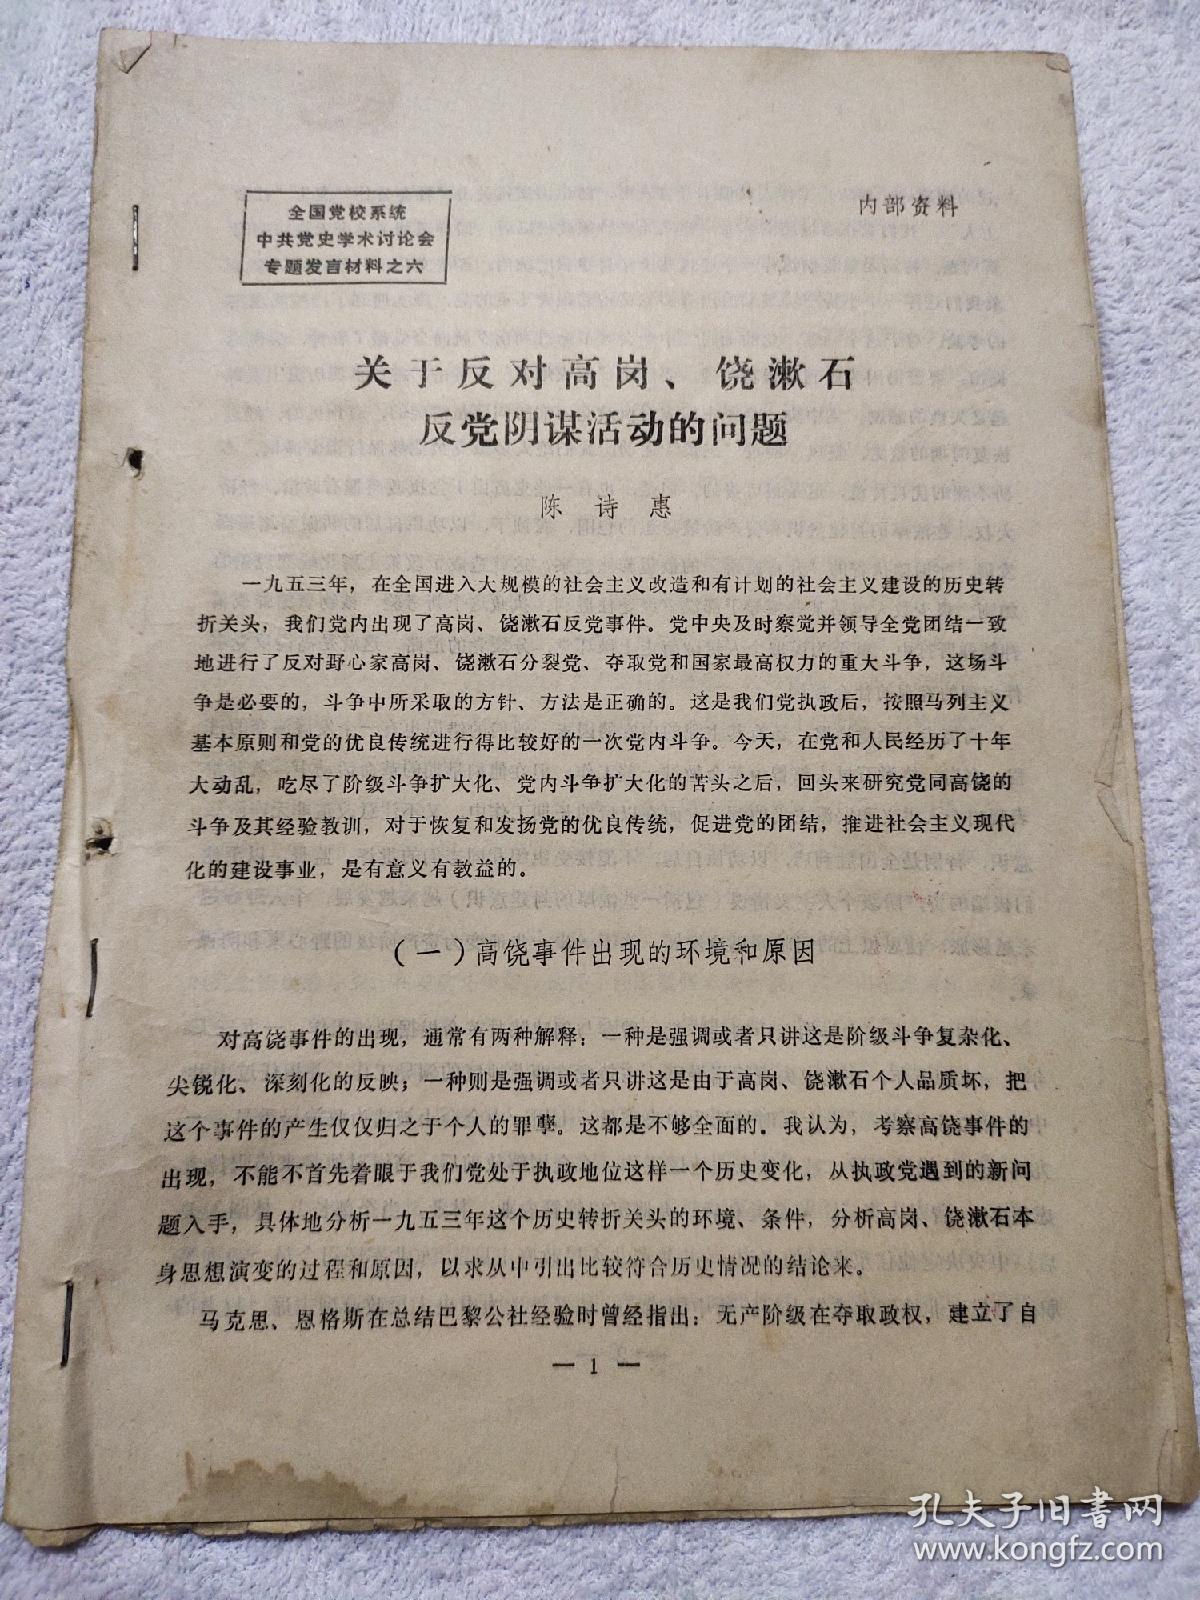 全国党校系统
中共党史学术讨论会
专题发言材料之六
内部资料
关于反对高岗、饶漱石
反党阴谋活动的问题
陈诗惠
一九五三年，在全国进入大规模的社会主义改造和有计划的社会主义建设的历史转
折关头，我们党内出现了高岗、饶漱石反党事件。党中央及时察觉并领导全党团结一致
地进行了反对野心家高岗、饶漱石分裂党、夺取党和国家最高权力的重大斗争，这场斗
争是必要的，斗争中所采取的方针、方法是正确的。这是我们党执政后，按照马列主义
基本原则和党的优良传统进行得比较好的一次党内斗争。今天，在党和人民经历了十年
大动乱，吃尽了阶级斗争扩大化、党内斗争扩大化的苦头之后，回头来研究党同高饶的
斗争及其经验教训，对于恢复和发扬党的优良传统，促进党的团结，推进社会主义现代
化的建设事业，是有意义有教益的。
（一）高饶事件出现的环境和原因
对高饶事件的出现，通常有两种解释：一种是强调或者只讲这是阶级斗争复杂化、
尖锐化、深刻化的反映；一种则是强调或者只讲这是由于高岗、饶漱石个人品质坏，把
这个事件的产生仅仅归之于个人的罪孽。这都是不够全面的。我认为，考察高饶事件的
出现，不能不首先着眼于我们党处于执政地位这样一个历史变化，从执政党遇到的新问
题入手，具体地分析一九五三年这个历史转折关头的环境、条件，分析高岗、饶漱石本
身思想演变的过程和原因，以求从中引出比较符合历史情况的结论来。
马克思、恩格斯在总结巴黎公社经验时曾经指出：无产阶级在夺取政权，建立了自
— 1 —
孔夫子旧书网
www.kongfz.com